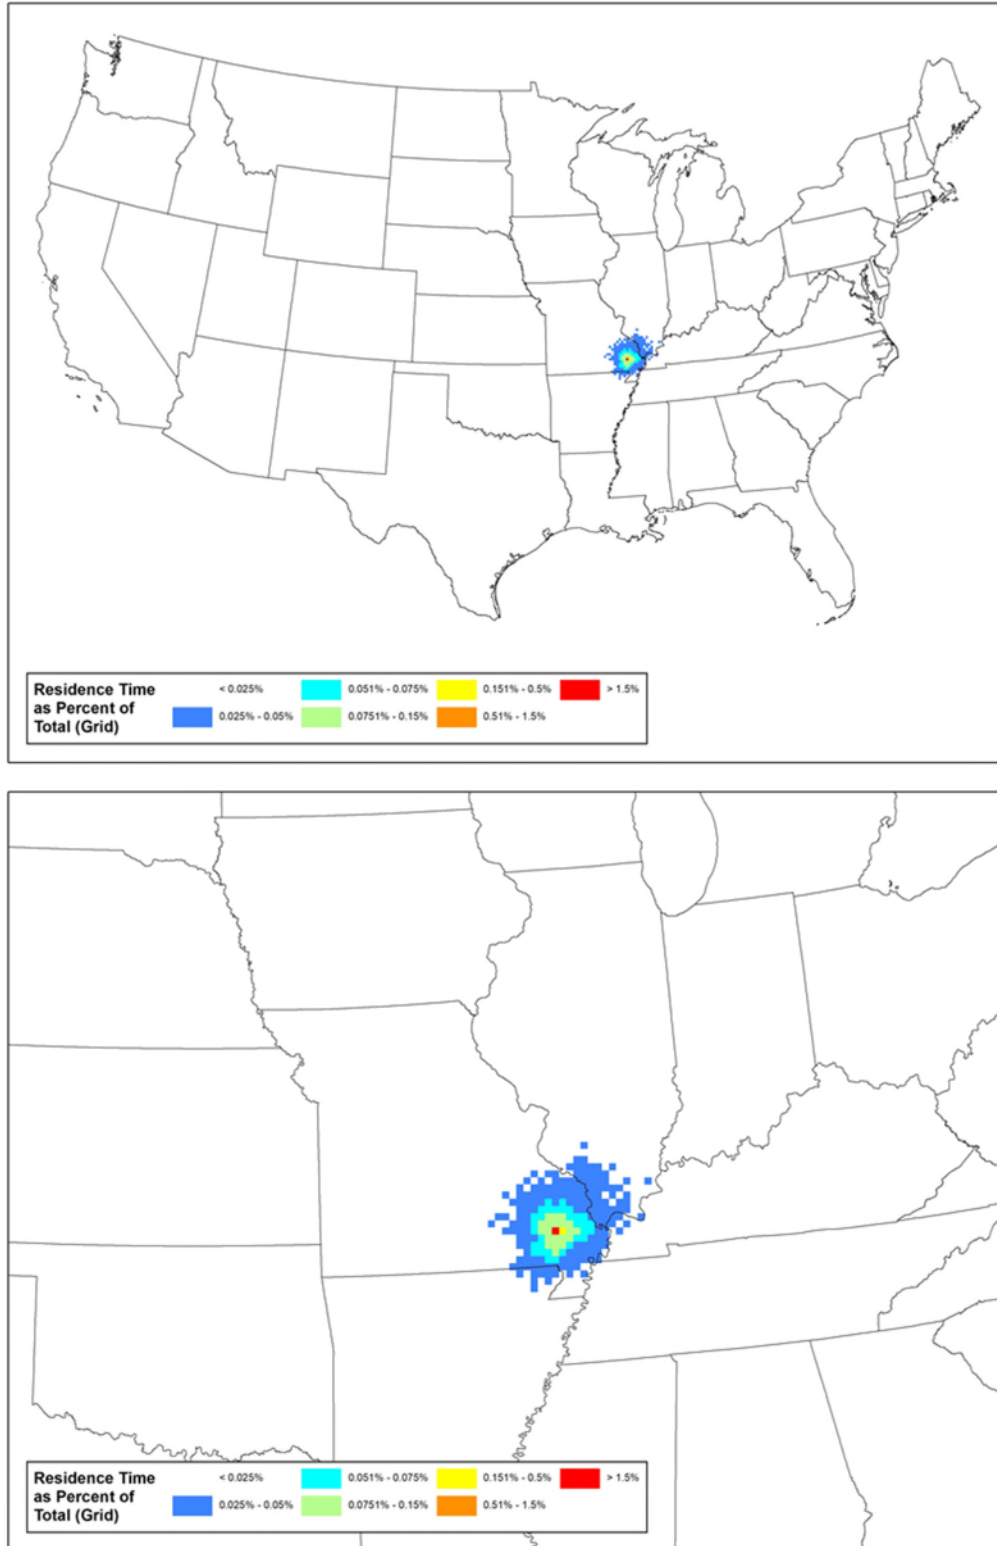 Residence Time
as Percent of
Total (Grid)
< 0.025% 0.051% - 0.075% 0.151% - 0.5% > 1.5%
0.025% - 0.05% 0.0751% - 0.15% 0.51% - 1.5%
Residence Time
as Percent of
Total (Grid)
< 0.025% 0.051% - 0.075% 0.151% - 0.5% > 1.5%
0.025% - 0.05% 0.0751% - 0.15% 0.51% - 1.5%